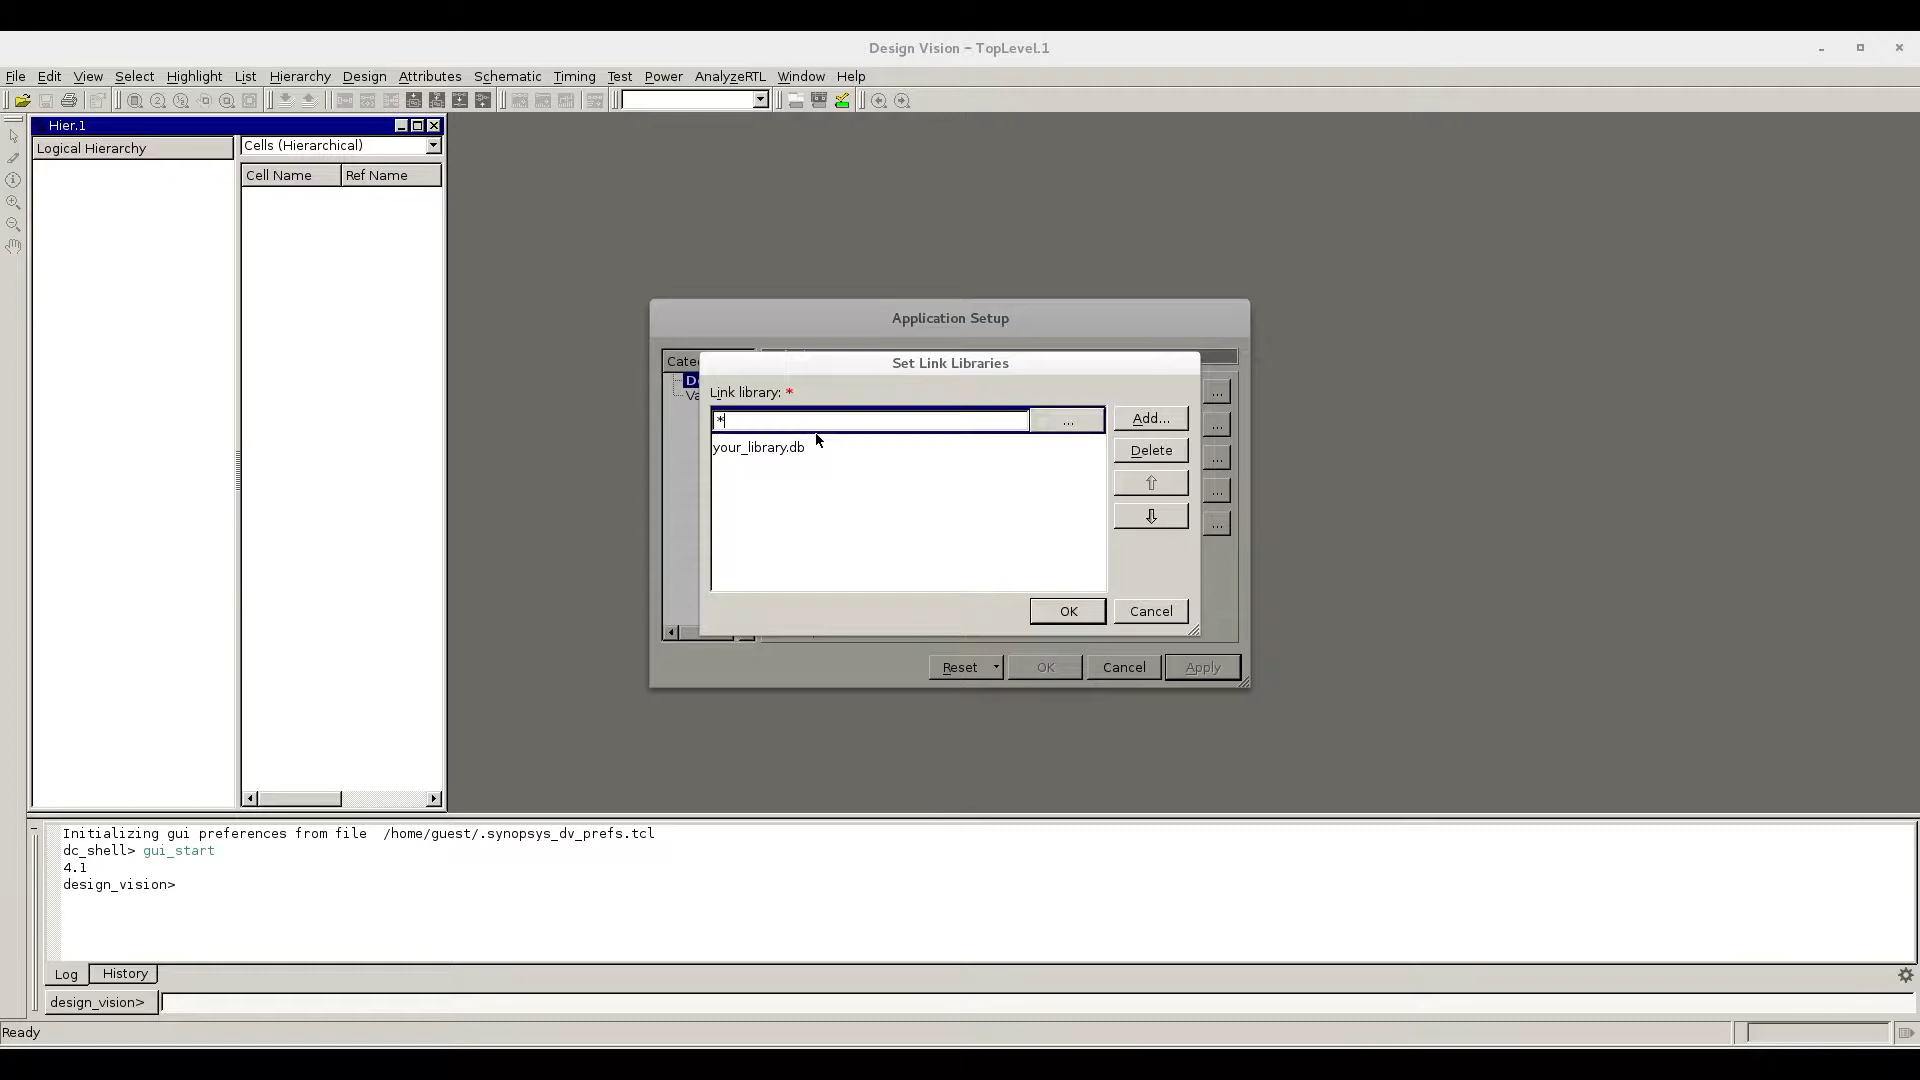 Design Vision – TopLevel.1
File Edit View Select Highlight List Hierarchy Design Attributes Schematic Timing Test Power AnalyzeRTL Window Help
Hier.1
Logical Hierarchy
Cells (Hierarchical)
Cell Name Ref Name
Application Setup
Set Link Libraries
Link library: *
*
...
Add...
your_library.db
Delete
...
...
...
...
...
OK
Cancel
Reset
OK
Cancel
Apply
Initializing gui preferences from file /home/guest/.synopsys_dv_prefs.tcl
dc_shell> gui_start
4.1
design_vision>
Log History
design_vision>
Ready